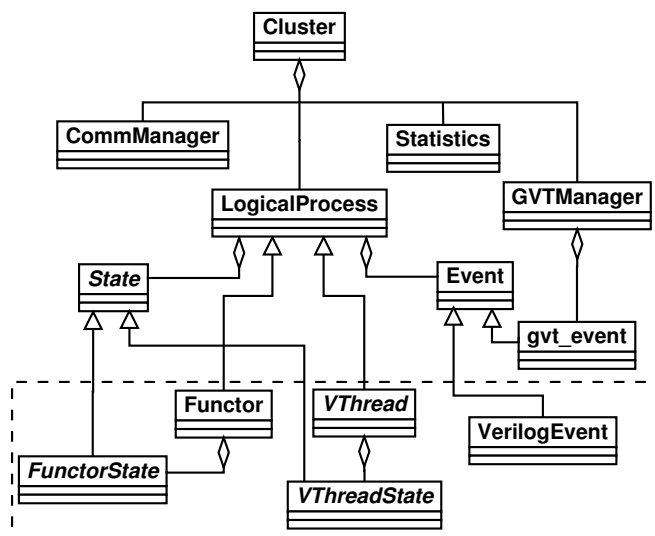 Cluster
CommManager
Statistics
LogicalProcess
GVTManager
State
Event
gvt_event
Functor
VThread
VerilogEvent
FunctorState
VThreadState